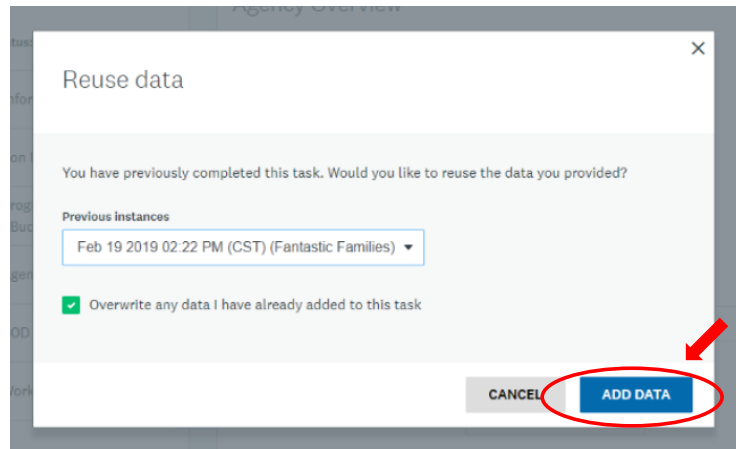 Agency Overview
Reuse data
You have previously completed this task. Would you like to reuse the data you provided?
Previous instances
Feb 19 2019 02:22 PM (CST) (Fantastic Families)
Overwrite any data I have already added to this task
CANCEL
ADD DATA